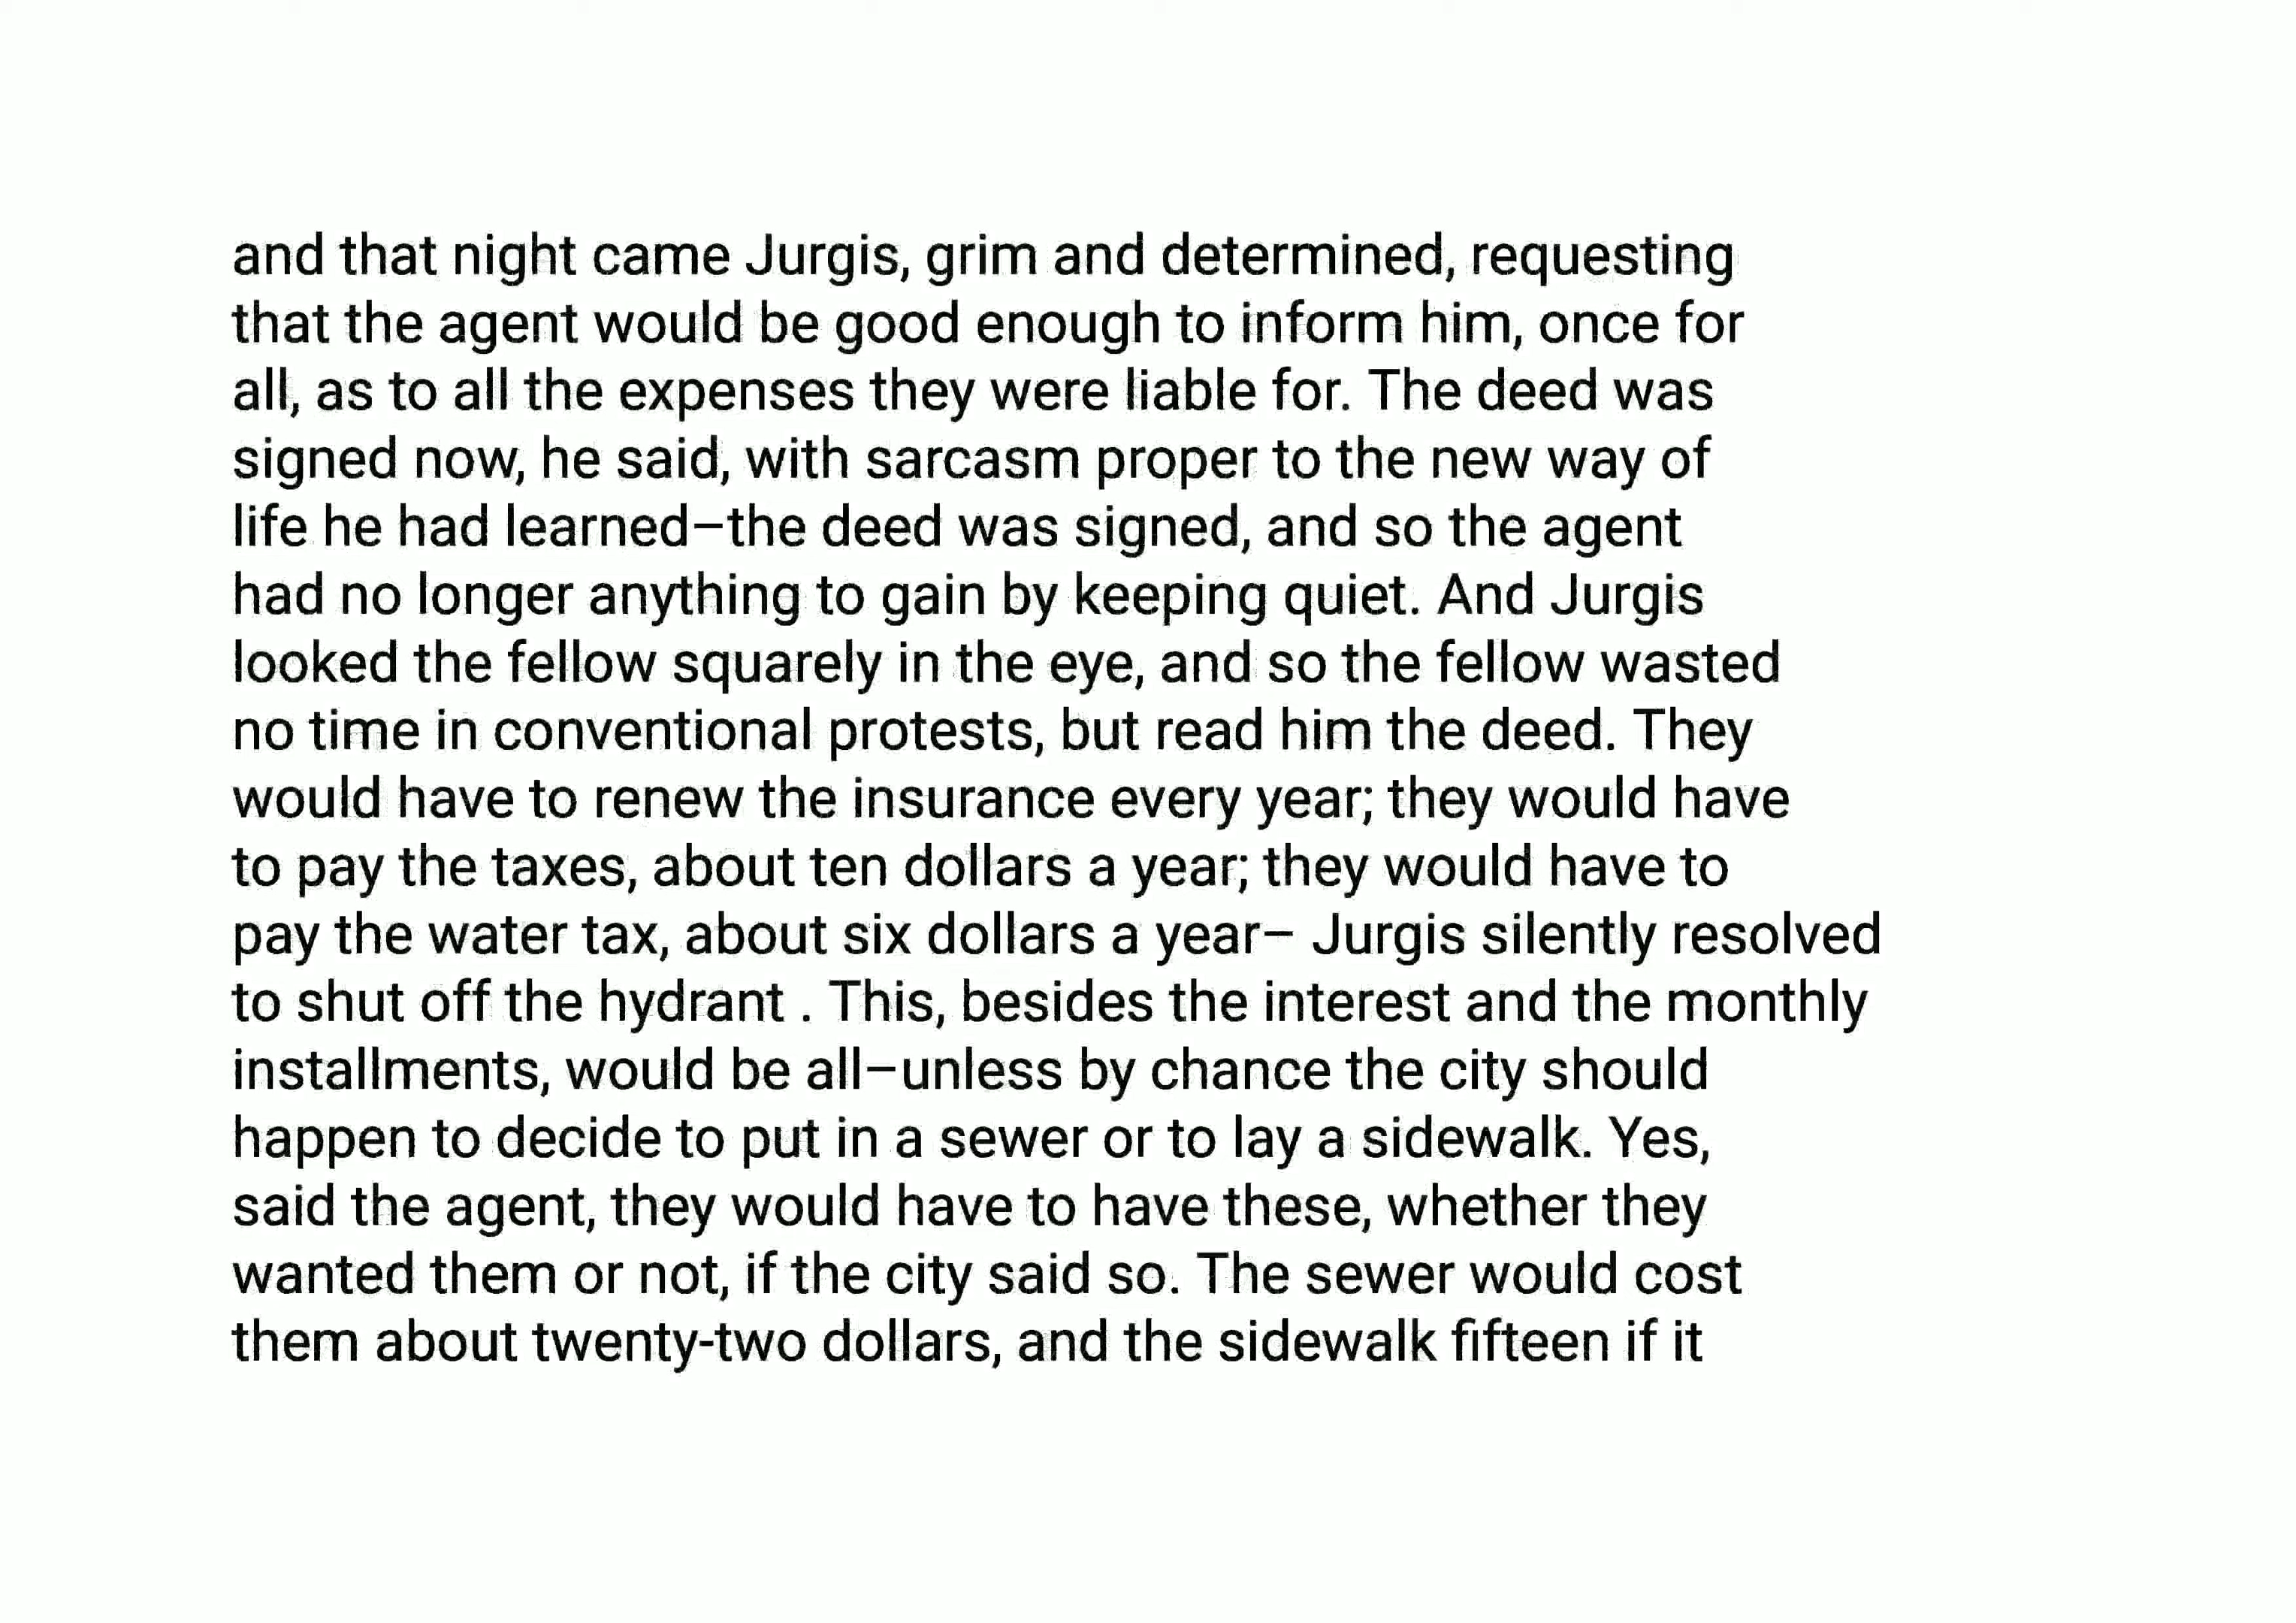 and that night came Jurgis, grim and determined, requesting
that the agent would be good enough to inform him, once for
all, as to all the expenses they were liable for. The deed was
signed now, he said, with sarcasm proper to the new way of
life he had learned–the deed was signed, and so the agent
had no longer anything to gain by keeping quiet. And Jurgis
looked the fellow squarely in the eye, and so the fellow wasted
no time in conventional protests, but read him the deed. They
would have to renew the insurance every year; they would have
to pay the taxes, about ten dollars a year; they would have to
pay the water tax, about six dollars a year– Jurgis silently resolved
to shut off the hydrant . This, besides the interest and the monthly
installments, would be all–unless by chance the city should
happen to decide to put in a sewer or to lay a sidewalk. Yes,
said the agent, they would have to have these, whether they
wanted them or not, if the city said so. The sewer would cost
them about twenty-two dollars, and the sidewalk fifteen if it